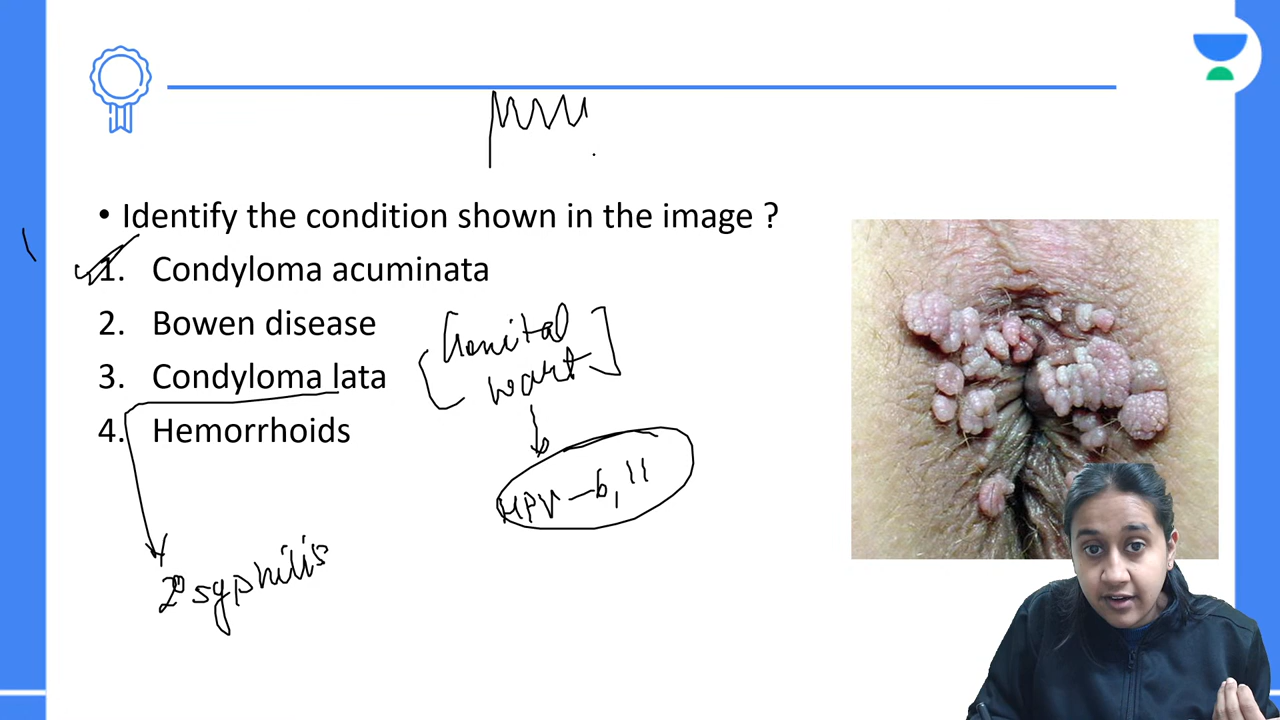 • Identify the condition shown in the image ?
1. Condyloma acuminata
2. Bowen disease
3. Condyloma lata
4. Hemorrhoids
[Genital
wart]
HPV – 6, 11
2° syphilis